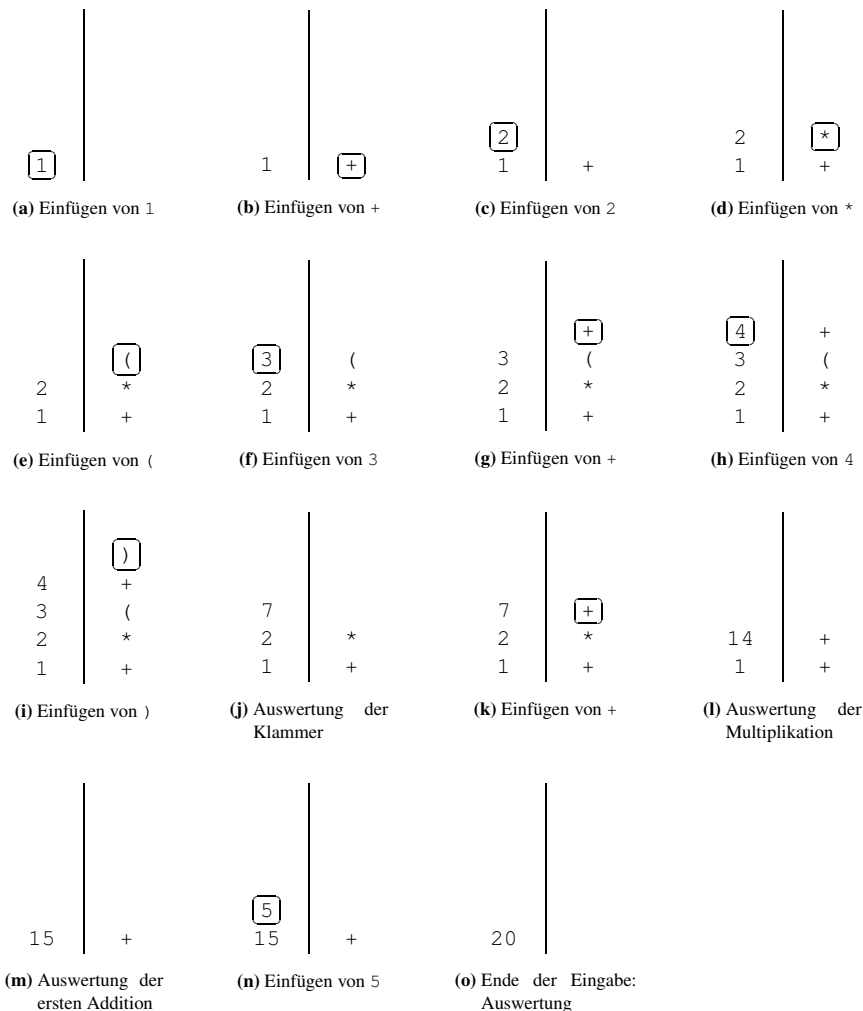 1
(a) Einfügen von 1
1 +
(b) Einfügen von +
2
1 +
(c) Einfügen von 2
2 *
1 +
(d) Einfügen von *
(
2 *
1 +
(e) Einfügen von (
3 (
2 *
1 +
(f) Einfügen von 3
+
3 (
2 *
1 +
(g) Einfügen von +
4 +
3 (
2 *
1 +
(h) Einfügen von 4
)
4 +
3 (
2 *
1 +
(i) Einfügen von )
7
2 *
1 +
(j) Auswertung der
Klammer
7 +
2 *
1 +
(k) Einfügen von +
14 +
1 +
(l) Auswertung der
Multiplikation
15 +
(m) Auswertung der
ersten Addition
5
15 +
(n) Einfügen von 5
20
(o) Ende der Eingabe:
Auswertung